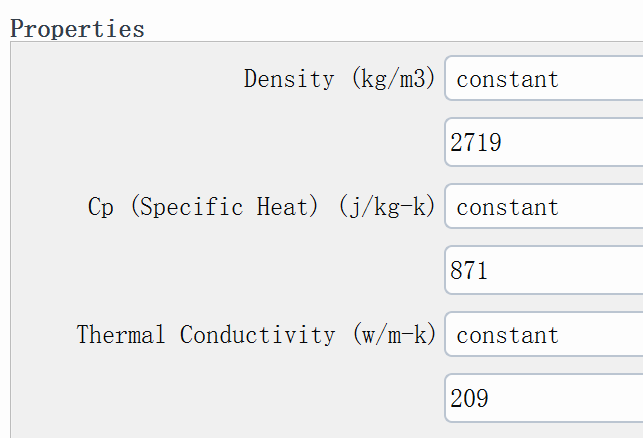 Properties
Density (kg/m3) constant
2719
Cp (Specific Heat) (j/kg-k) constant
871
Thermal Conductivity (w/m-k) constant
209